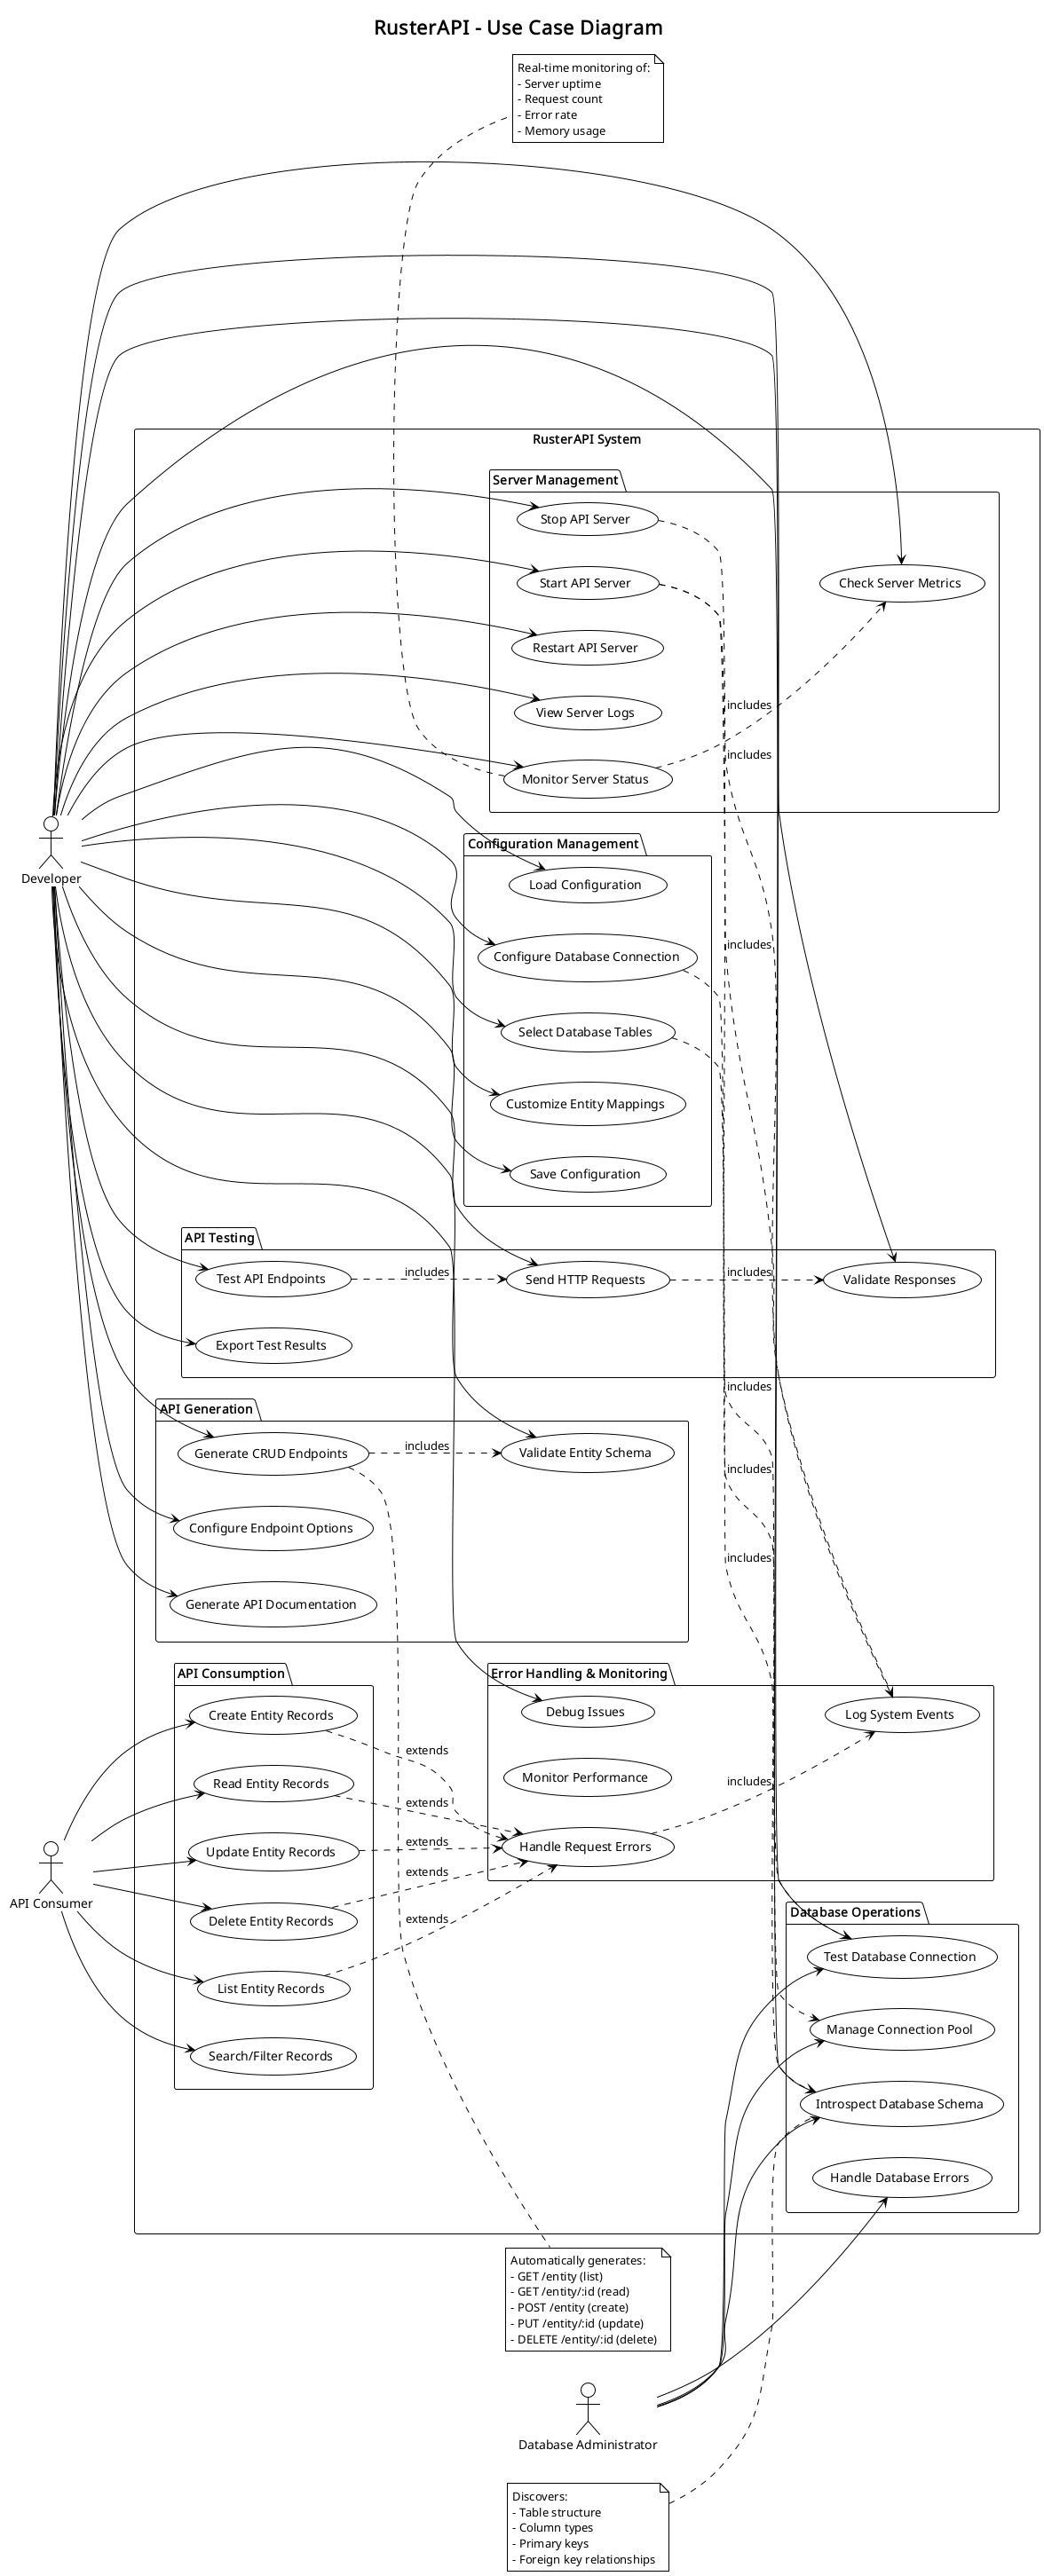 RusterAPI - Use Case Diagram
Real-time monitoring of:
- Server uptime
- Request count
- Error rate
- Memory usage
RusterAPI System
Server Management
Stop API Server
Start API Server
Check Server Metrics
Restart API Server
View Server Logs
includes
includes
Monitor Server Status
Developer
Configuration Management
Load Configuration
includes
Configure Database Connection
Select Database Tables
Customize Entity Mappings
Save Configuration
API Testing
Test API Endpoints
includes
Send HTTP Requests
includes
Validate Responses
Export Test Results
includes
API Generation
Generate CRUD Endpoints
includes
Validate Entity Schema
includes
Configure Endpoint Options
includes
Generate API Documentation
API Consumption
Error Handling & Monitoring
Create Entity Records
Debug Issues
Log System Events
extends
Read Entity Records
Monitor Performance
includes
extends
Update Entity Records
extends
Handle Request Errors
extends
API Consumer
Delete Entity Records
extends
Database Operations
Test Database Connection
List Entity Records
Manage Connection Pool
Search/Filter Records
Introspect Database Schema
Handle Database Errors
Automatically generates:
- GET /entity (list)
- GET /entity/:id (read)
- POST /entity (create)
- PUT /entity/:id (update)
- DELETE /entity/:id (delete)
Database Administrator
Discovers:
- Table structure
- Column types
- Primary keys
- Foreign key relationships